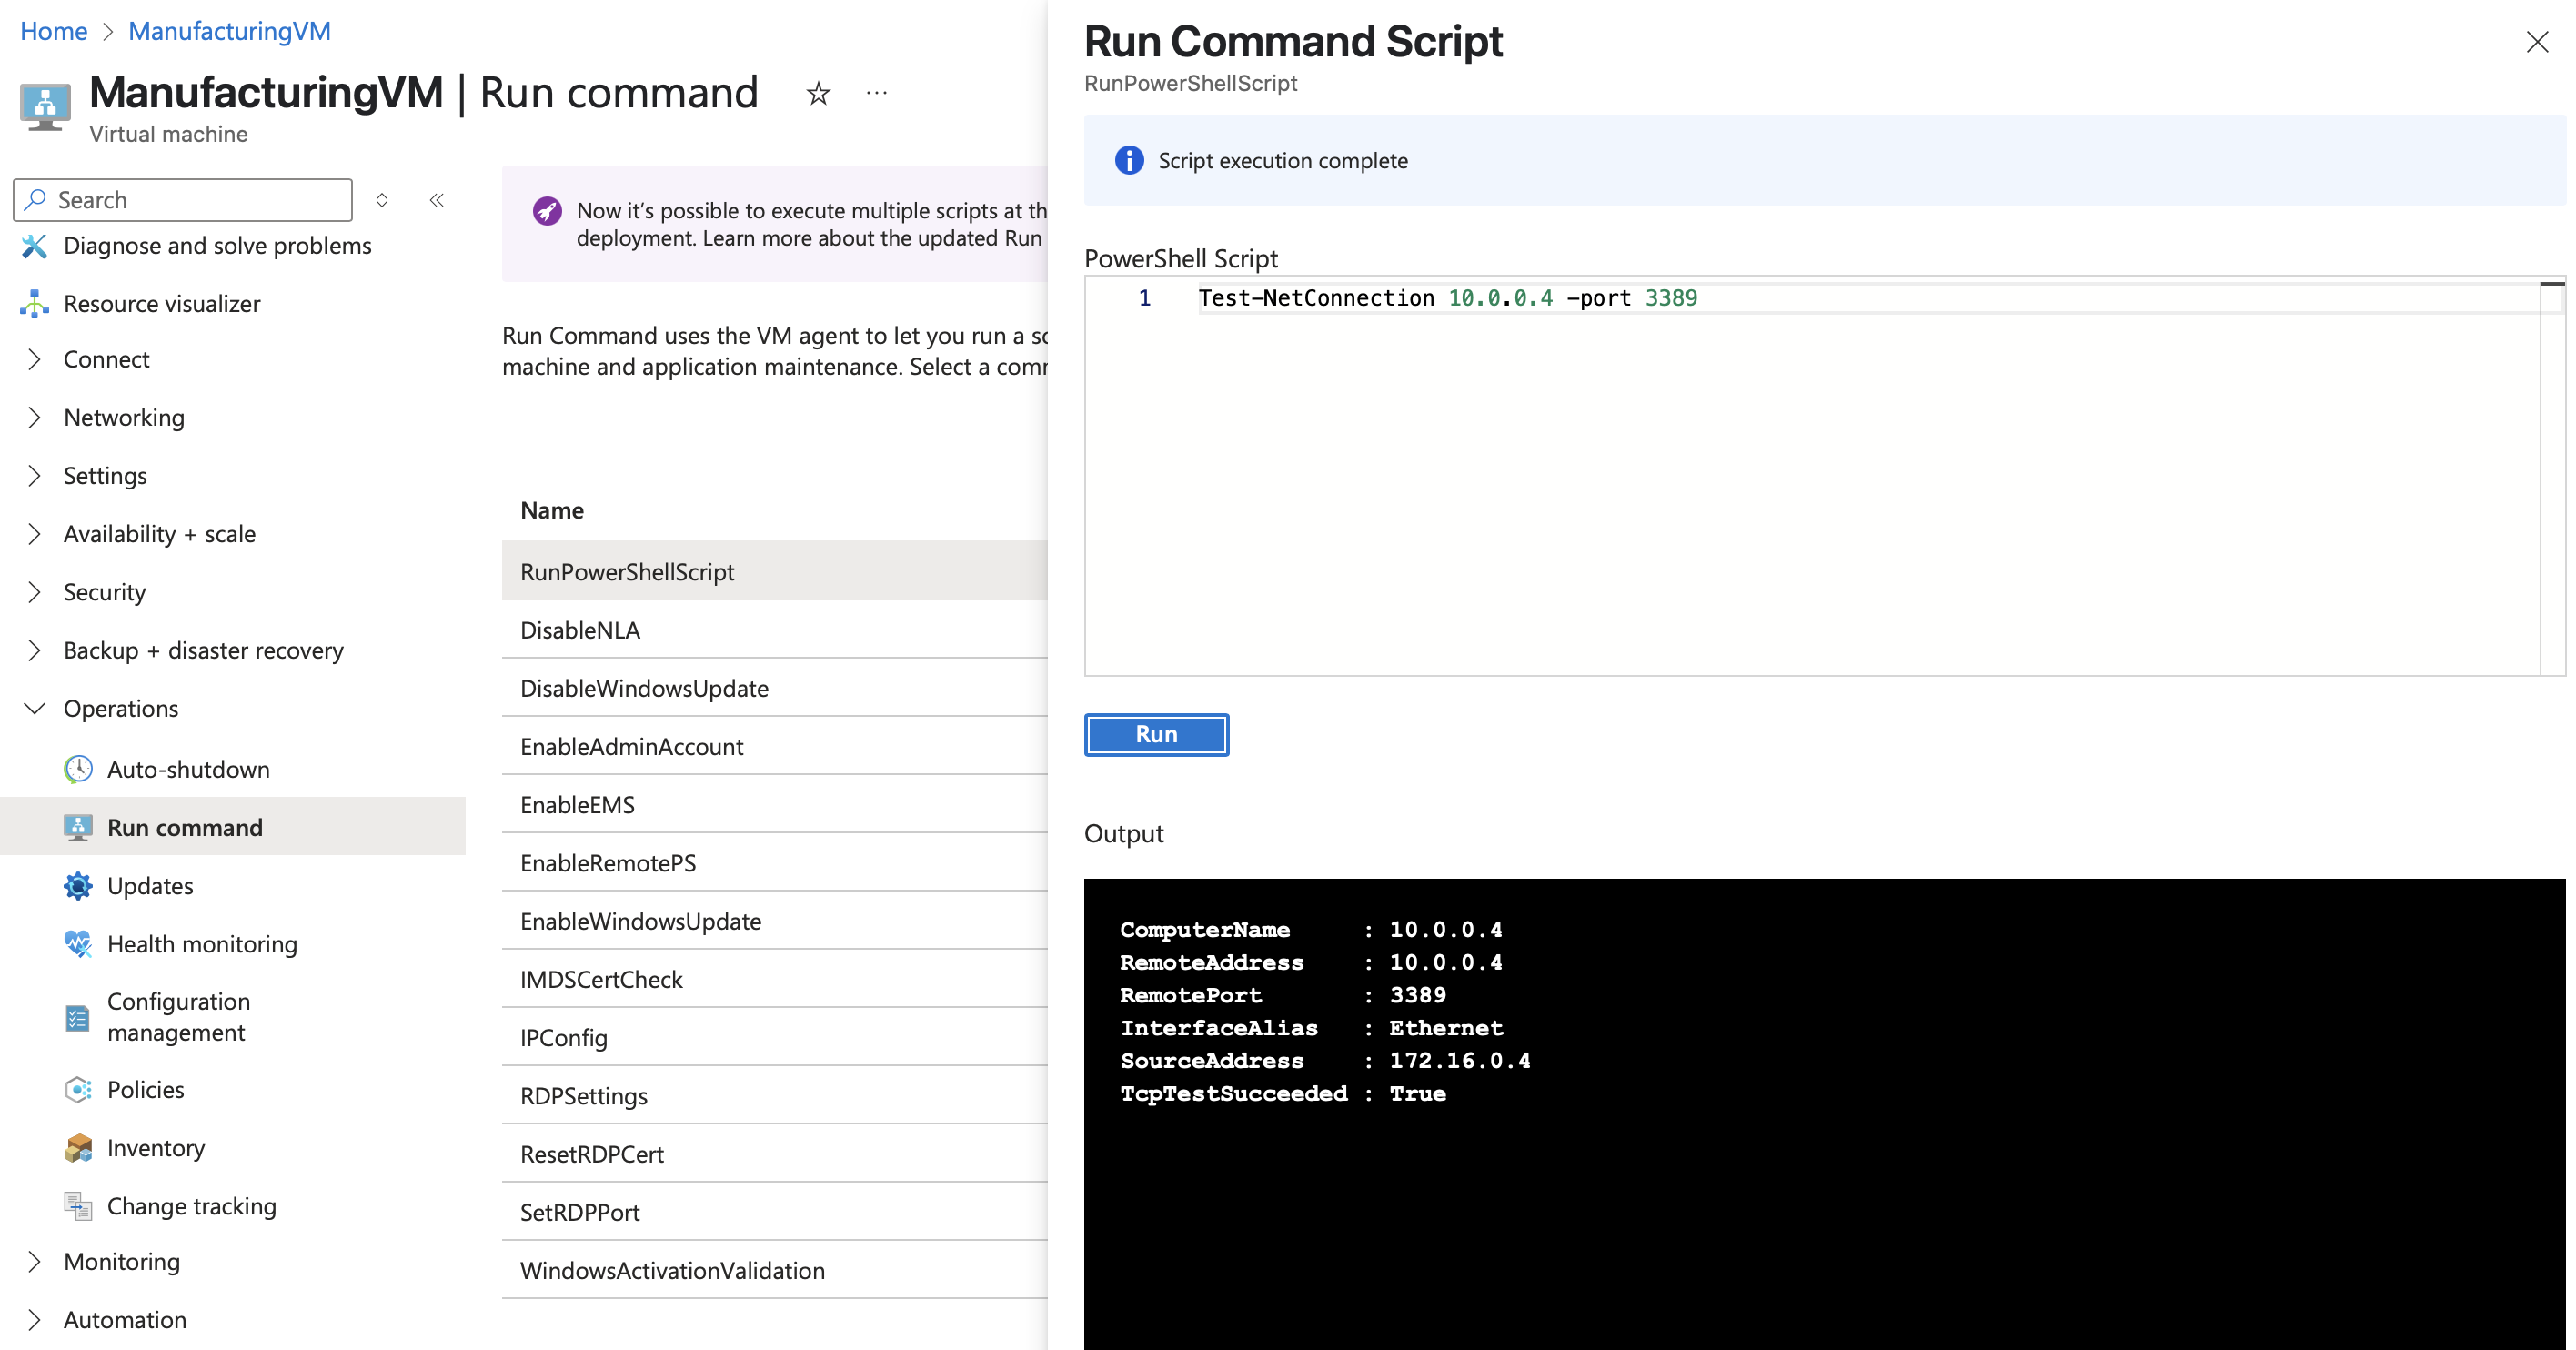 Home > ManufacturingVM
ManufacturingVM | Run command
Virtual machine
Search
Diagnose and solve problems
Resource visualizer
Connect
Networking
Settings
Availability + scale
Security
Backup + disaster recovery
Operations
Auto-shutdown
Run command
Updates
Health monitoring
Configuration
management
Policies
Inventory
Change tracking
Monitoring
Automation
Now it's possible to execute multiple scripts at th
deployment. Learn more about the updated Run
Run Command uses the VM agent to let you run a sc
machine and application maintenance. Select a comm
Name
RunPowerShellScript
DisableNLA
DisableWindowsUpdate
EnableAdminAccount
EnableEMS
EnableRemotePS
EnableWindowsUpdate
IMDSCertCheck
IPConfig
RDPSettings
ResetRDPCert
SetRDPPort
WindowsActivationValidation
Run Command Script
RunPowerShellScript
Script execution complete
PowerShell Script
1 Test-NetConnection 10.0.0.4 -port 3389
Run
Output
ComputerName : 10.0.0.4
RemoteAddress : 10.0.0.4
RemotePort : 3389
InterfaceAlias : Ethernet
SourceAddress : 172.16.0.4
TcpTestSucceeded : True